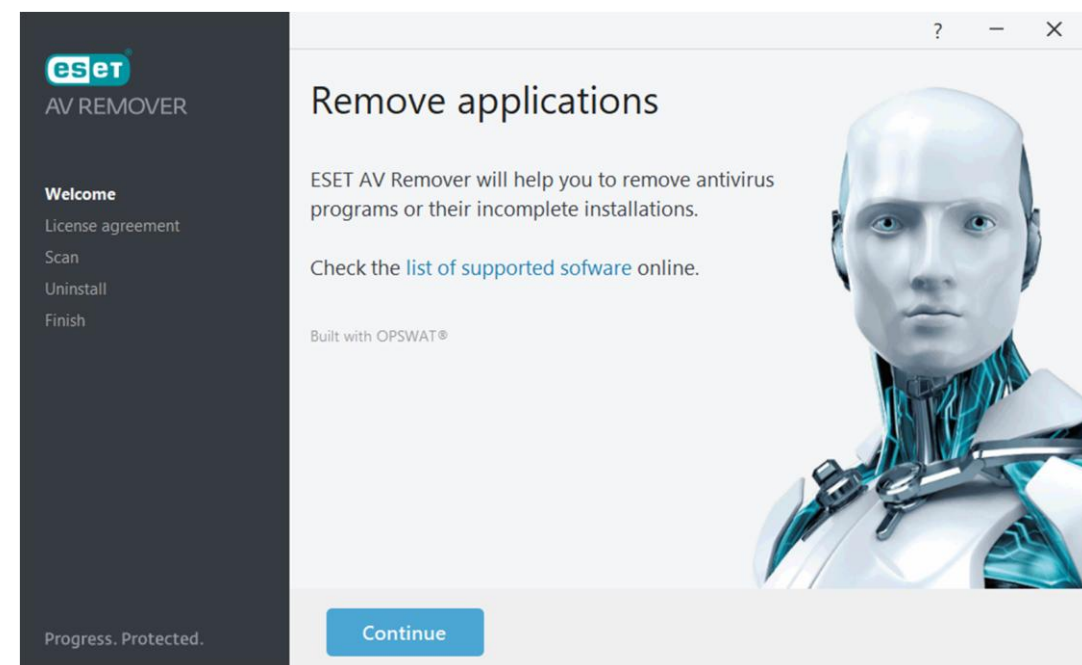 ?
eset
AV REMOVER
Welcome
License agreement
Scan
Uninstall
Finish
Progress. Protected.
Remove applications
ESET AV Remover will help you to remove antivirus
programs or their incomplete installations.
Check the list of supported sofware online.
Built with OPSWAT®
Continue